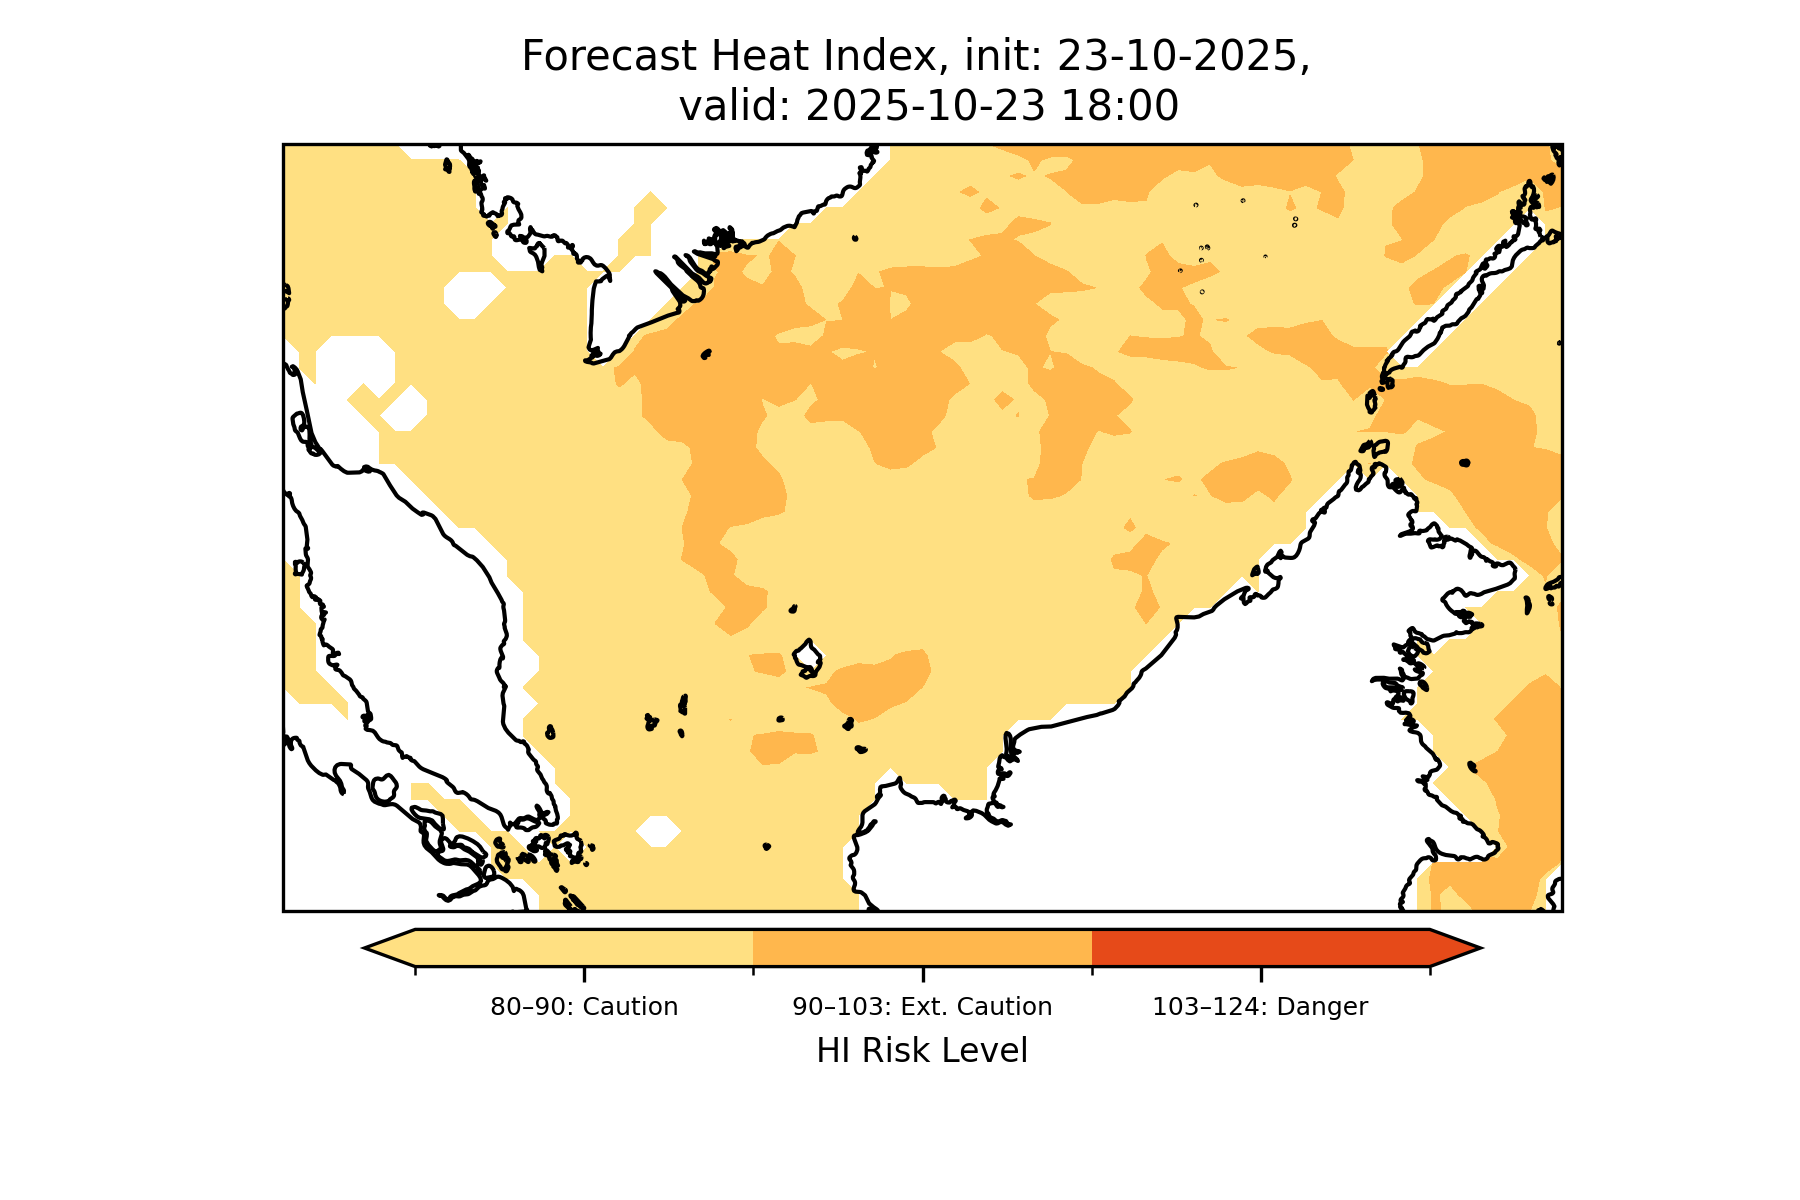 Forecast Heat Index, init: 23-10-2025,
valid: 2025-10-23 18:00
80–90: Caution
90–103: Ext. Caution
103–124: Danger
HI Risk Level